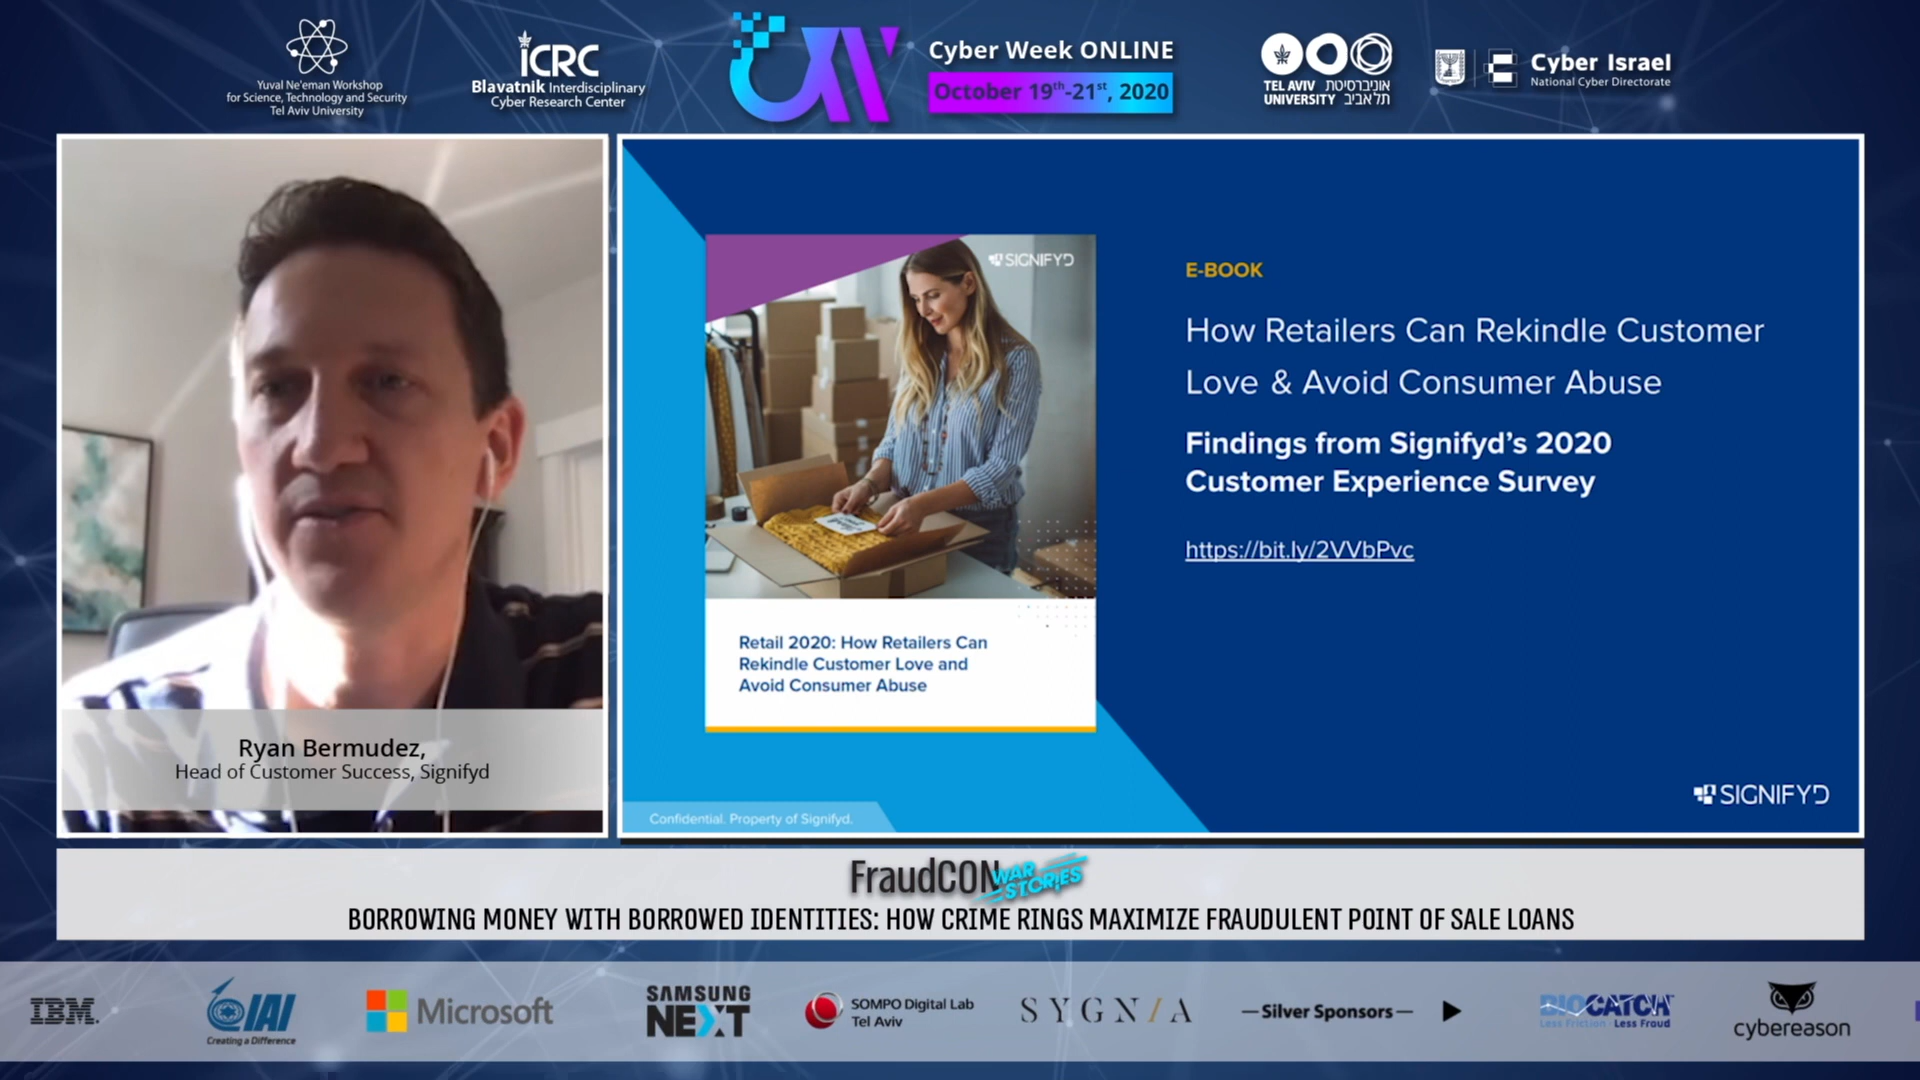 Yuval Ne'eman Workshop
for Science, Technology and Security
Tel Aviv University
ICRC
Blavatnik Interdisciplinary
Cyber Research Center
Cyber Week ONLINE
October 19th-21st, 2020
TEL AVIV אוניברסיטת
UNIVERSITY תל אביב
Cyber Israel
National Cyber Directorate
SIGNIFYD
Retail 2020: How Retailers Can
Rekindle Customer Love and
Avoid Consumer Abuse
E-BOOK
How Retailers Can Rekindle Customer
Love & Avoid Consumer Abuse
Findings from Signifyd's 2020
Customer Experience Survey
https://bit.ly/2VVbPvc
SIGNIFYD
Confidential. Property of Signifyd.
Ryan Bermudez,
Head of Customer Success, Signifyd
FraudCON WAR STORIES
BORROWING MONEY WITH BORROWED IDENTITIES: HOW CRIME RINGS MAXIMIZE FRAUDULENT POINT OF SALE LOANS
IBM
IAI
Creating a Difference
Microsoft
SAMSUNG
NEXT
SOMPO Digital Lab
Tel Aviv
SYGNIA
Silver Sponsors
BIOCATCH
Less Friction - Less Fraud
cybereason